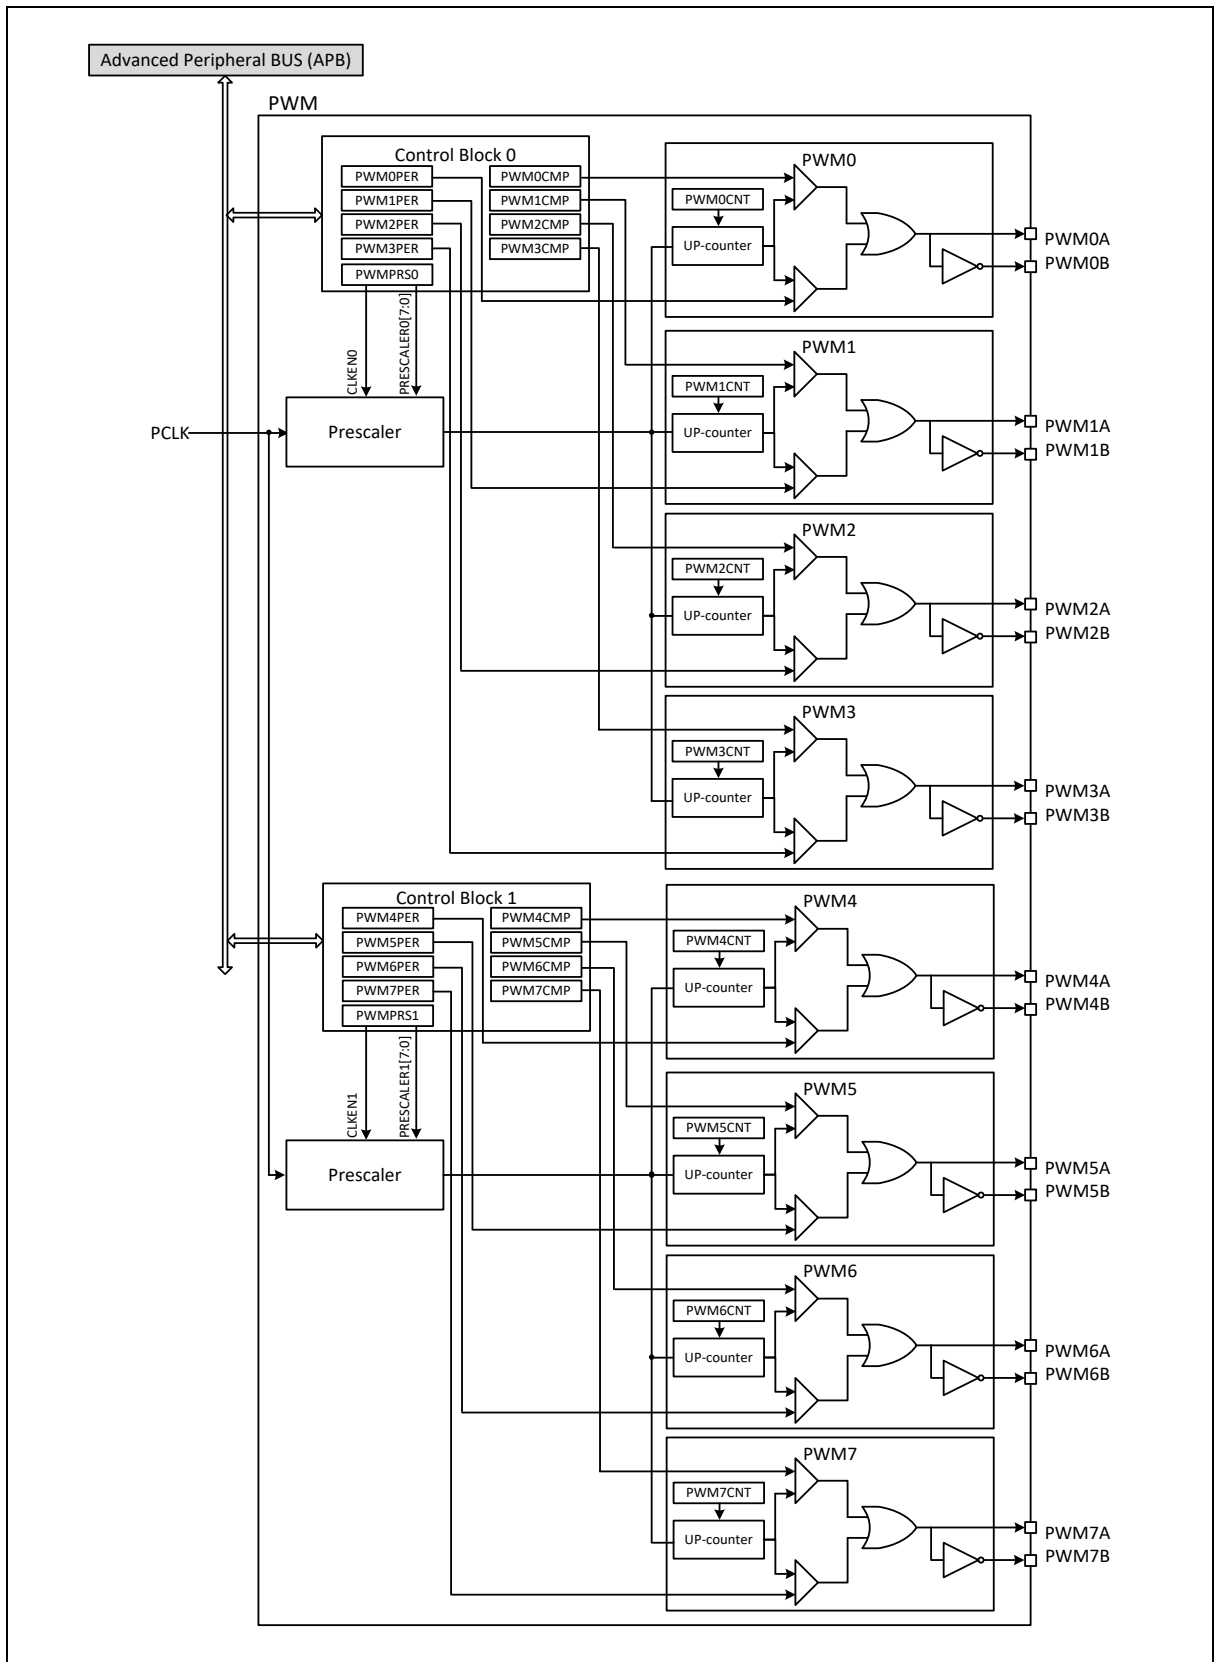 Advanced Peripheral BUS (APB)
PWM
Control Block 0
PWM0PER
PWM1PER
PWM2PER
PWM3PER
PWMPRS0
PWM0CMP
PWM1CMP
PWM2CMP
PWM3CMP
CLKEN0
PRESCALER0[7:0]
PCLK
Prescaler
PWM0
PWM0CNT
UP-counter
PWM0A
PWM0B
PWM1
PWM1CNT
UP-counter
PWM1A
PWM1B
PWM2
PWM2CNT
UP-counter
PWM2A
PWM2B
PWM3
PWM3CNT
UP-counter
PWM3A
PWM3B
Control Block 1
PWM4PER
PWM5PER
PWM6PER
PWM7PER
PWMPRS1
PWM4CMP
PWM5CMP
PWM6CMP
PWM7CMP
CLKEN1
PRESCALER1[7:0]
Prescaler
PWM4
PWM4CNT
UP-counter
PWM4A
PWM4B
PWM5
PWM5CNT
UP-counter
PWM5A
PWM5B
PWM6
PWM6CNT
UP-counter
PWM6A
PWM6B
PWM7
PWM7CNT
UP-counter
PWM7A
PWM7B